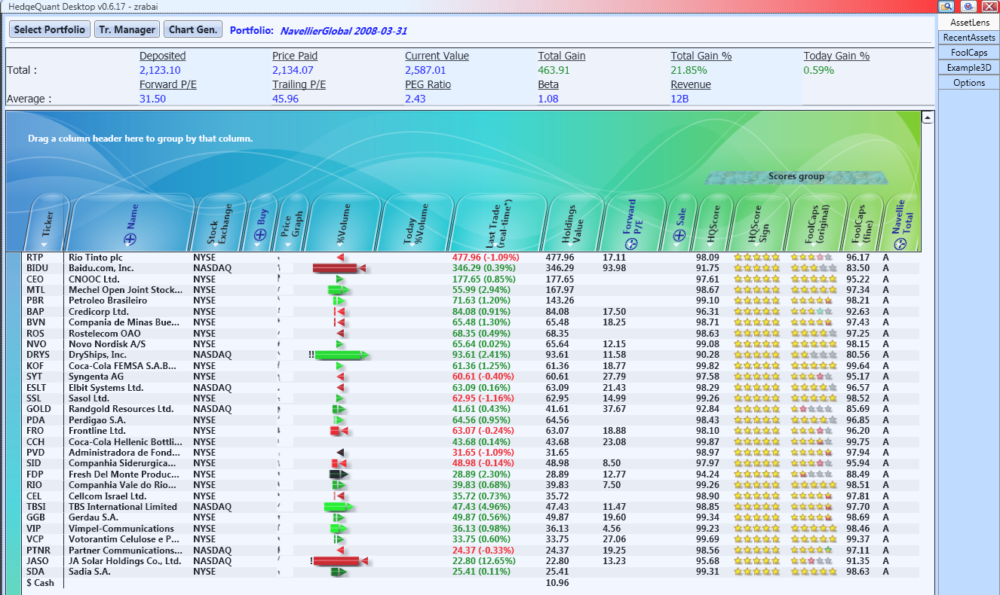 HedgeQuant Desktop v0.6.17 - zrabai
Select Portfolio Tr. Manager Chart Gen. Portfolio: NavellierGlobal 2008-03-31
AssetLens
RecentAssets
FoolCaps
Example3D
Options
Deposited Price Paid Current Value Total Gain Total Gain % Today Gain %
Total : 2,123.10 2,134.07 2,587.01 463.91 21.85% 0.59%
Forward P/E Trailing P/E PEG Ratio Beta Revenue
Average : 31.50 45.96 2.43 1.08 12B
Drag a column header here to group by that column.
Scores group
Ticker Name Stock Exchange Buy Price Graph %Volume Today %Volume Last Trade (real-time*) Holdings Value Forward P/E Sale HQScore HQScore Sign FoolCaps (original) FoolCaps (fine) Navellie Total
RTP Rio Tinto plc NYSE 477.96 (-1.09%) 477.96 17.11 98.09 96.17 A
BIDU Baidu.com, Inc. NASDAQ 346.29 (0.39%) 346.29 93.98 91.75 83.50 A
CEO CNOOC Ltd. NYSE 177.65 (0.85%) 177.65 97.61 95.22 A
MTL Mechel Open Joint Stock... NYSE 55.99 (2.94%) 167.97 98.67 97.34 A
PBR Petroleo Brasileiro NYSE 71.63 (1.20%) 143.26 99.10 98.21 A
BAP Credicorp Ltd. NYSE 84.08 (0.91%) 84.08 17.50 96.31 92.63 A
BVN Compania de Minas Bue... NYSE 65.48 (1.30%) 65.48 18.25 98.71 97.43 A
ROS Rostelecom OAO NYSE 68.35 (0.49%) 68.35 98.63 97.25 A
NVO Novo Nordisk A/S NYSE 65.64 (0.02%) 65.64 12.15 99.08 98.15 A
DRYS DryShips, Inc. NASDAQ !! 93.61 (2.41%) 93.61 11.58 90.28 80.56 A
KOF Coca-Cola FEMSA S.A.B... NYSE 61.36 (1.25%) 61.36 18.77 99.82 99.64 A
SYT Syngenta AG NYSE 60.61 (-0.40%) 60.61 27.79 97.58 95.17 A
ESLT Elbit Systems Ltd. NASDAQ 63.09 (0.16%) 63.09 21.43 98.29 96.57 A
SSL Sasol Ltd. NYSE 62.95 (-1.16%) 62.95 14.99 99.26 98.52 A
GOLD Randgold Resources Ltd. NASDAQ 41.61 (0.43%) 41.61 37.67 92.84 85.69 A
PDA Perdigao S.A. NYSE 64.56 (0.95%) 64.56 98.43 96.85 A
FRO Frontline Ltd. NYSE 63.07 (-0.24%) 63.07 18.88 98.10 96.20 A
CCH Coca-Cola Hellenic Bottli... NYSE 43.68 (0.14%) 43.68 23.08 99.87 99.75 A
PVD Administradora de Fond... NYSE 31.65 (-1.09%) 31.65 98.97 97.94 A
SID Companhia Siderurgica... NYSE 48.98 (-0.14%) 48.98 8.50 97.97 95.94 A
FDP Fresh Del Monte Produc... NYSE 28.89 (2.30%) 28.89 12.77 94.24 88.49 A
RIO Companhia Vale do Rio... NYSE 39.83 (0.68%) 39.83 7.50 99.26 98.51 A
CEL Cellcom Israel Ltd. NYSE 35.72 (0.73%) 35.72 98.90 97.81 A
TBSI TBS International Limited NASDAQ 47.43 (4.96%) 47.43 11.47 98.85 97.70 A
GGB Gerdau S.A. NYSE 49.87 (0.56%) 49.87 19.60 99.34 98.69 A
VIP Vimpel-Communications NYSE 36.13 (0.98%) 36.13 4.56 99.23 98.46 A
VCP Votorantim Celulose e P... NYSE 33.75 (0.60%) 33.75 27.06 99.69 99.37 A
PTNR Partner Communications... NASDAQ 24.37 (-0.33%) 24.37 19.25 98.56 97.11 A
JASO JA Solar Holdings Co., Ltd. NASDAQ ! 22.80 (12.65%) 22.80 13.23 95.68 91.35 A
SDA Sadia S.A. NYSE 25.41 (0.11%) 25.41 99.31 98.63 A
$ Cash 10.96